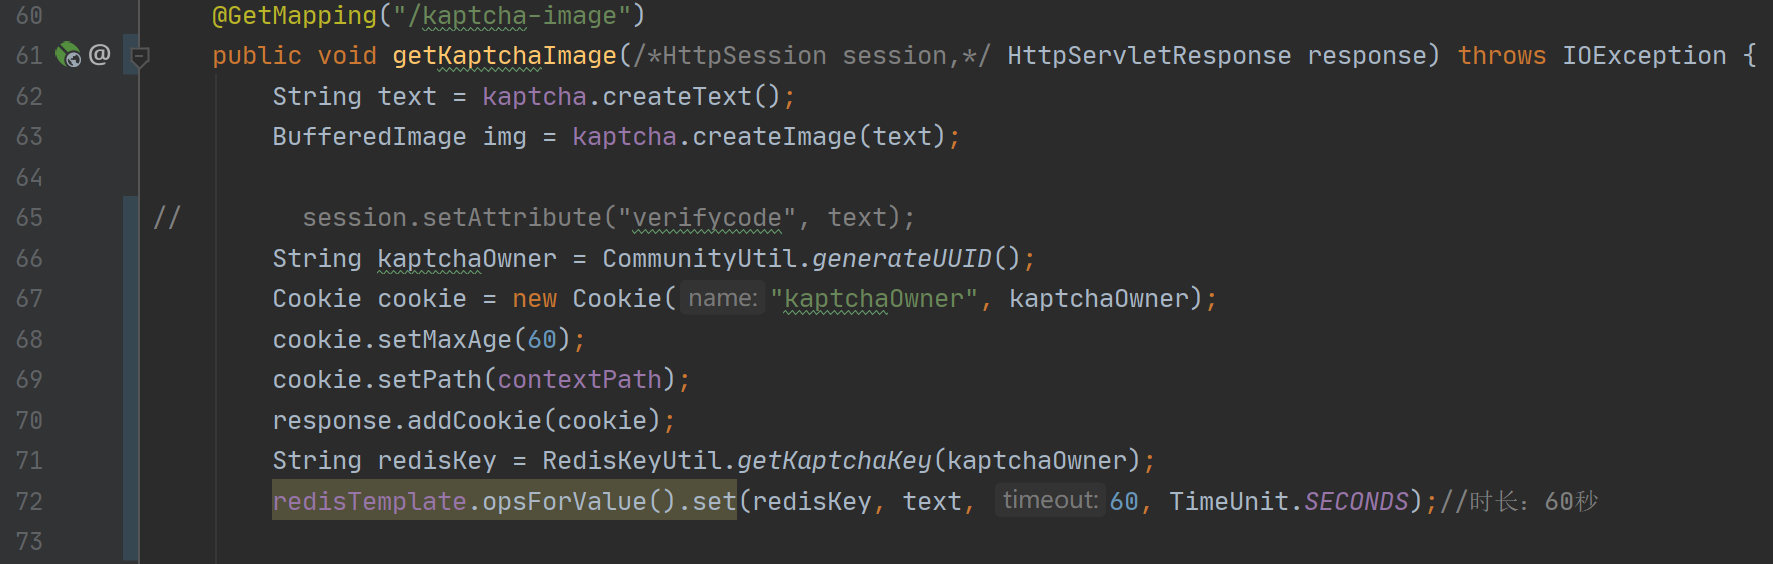 60 @GetMapping("/kaptcha-image")
61 @ public void getKaptchaImage(/*HttpSession session,*/ HttpServletResponse response) throws IOException {
62 String text = kaptcha.createText();
63 BufferedImage img = kaptcha.createImage(text);
64
65 // session.setAttribute("verifycode", text);
66 String kaptchaOwner = CommunityUtil.generateUUID();
67 Cookie cookie = new Cookie( name: "kaptchaOwner", kaptchaOwner);
68 cookie.setMaxAge(60);
69 cookie.setPath(contextPath);
70 response.addCookie(cookie);
71 String redisKey = RedisKeyUtil.getKaptchaKey(kaptchaOwner);
72 redisTemplate.opsForValue().set(redisKey, text, timeout: 60, TimeUnit.SECONDS);//时长：60秒
73